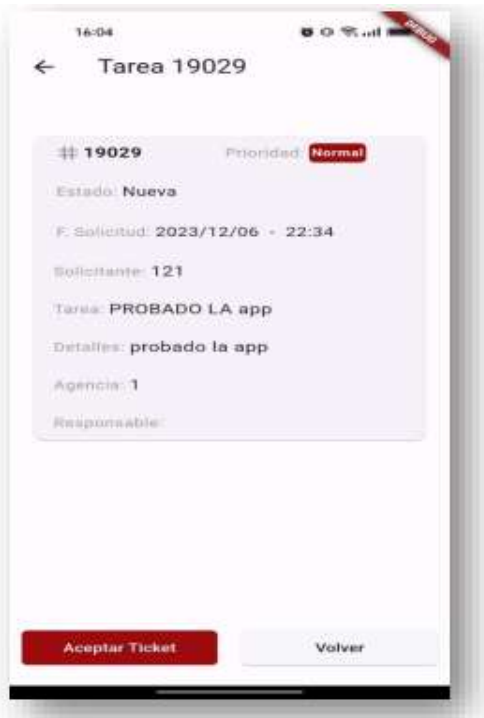 16:04
DEBUG
← Tarea 19029
# 19029 Prioridad: Normal
Estado: Nueva
F. Solicitud: 2023/12/06 - 22:34
Solicitante: 121
Tarea: PROBADO LA app
Detalles: probado la app
Agencia: 1
Responsable:
Aceptar Ticket Volver